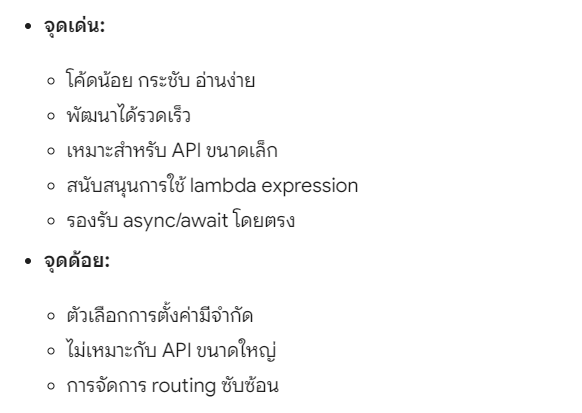 จุดเด่น:
โค้ดน้อย กระชับ อ่านง่าย
พัฒนาได้รวดเร็ว
เหมาะสำหรับ API ขนาดเล็ก
สนับสนุนการใช้ lambda expression
รองรับ async/await โดยตรง
จุดด้อย:
ตัวเลือกการตั้งค่ามีจำกัด
ไม่เหมาะกับ API ขนาดใหญ่
การจัดการ routing ซับซ้อน